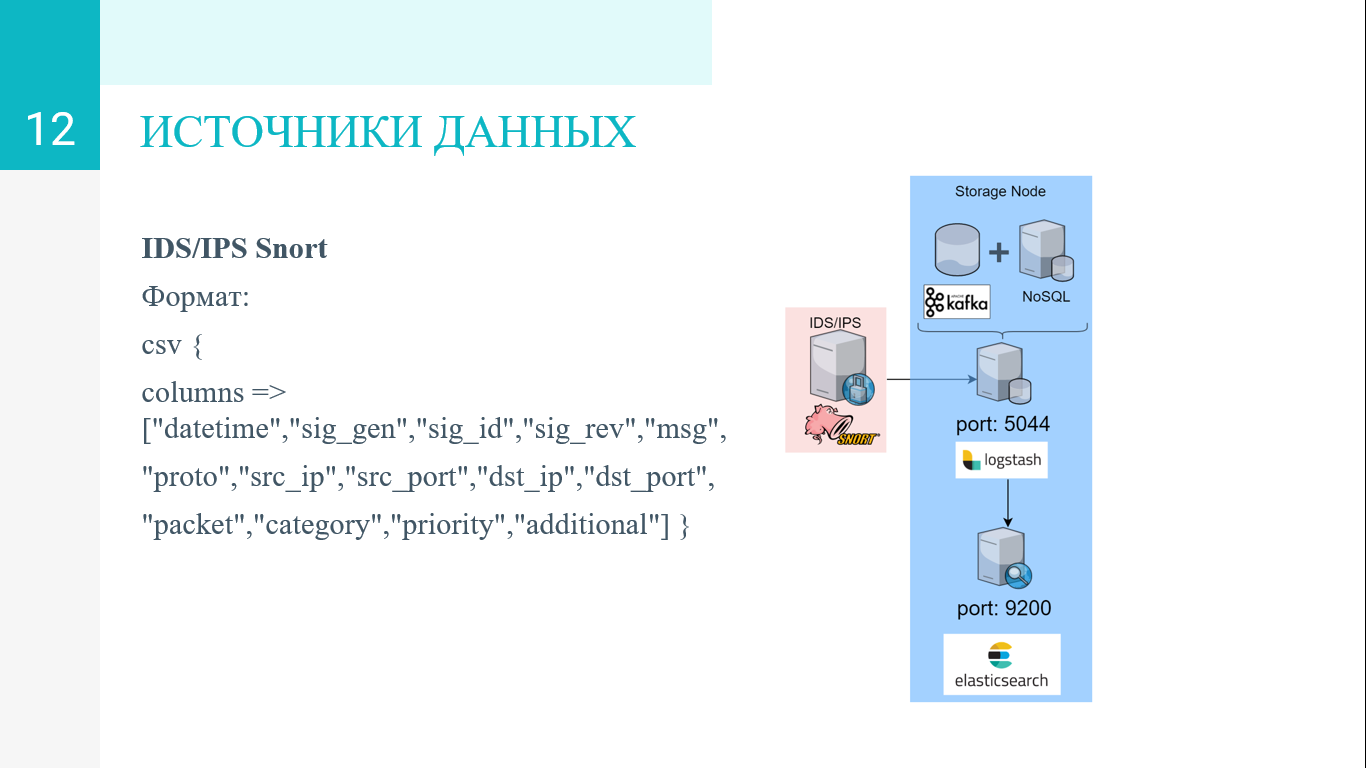 12
ИСТОЧНИКИ ДАННЫХ
IDS/IPS Snort
Формат:
csv {
columns =>
["datetime","sig_gen","sig_id","sig_rev","msg",
"proto","src_ip","src_port","dst_ip","dst_port",
"packet","category","priority","additional"] }
IDS/IPS
SNORT
Storage Node
+
APACHE
kafka
NoSQL
port: 5044
logstash
port: 9200
elasticsearch